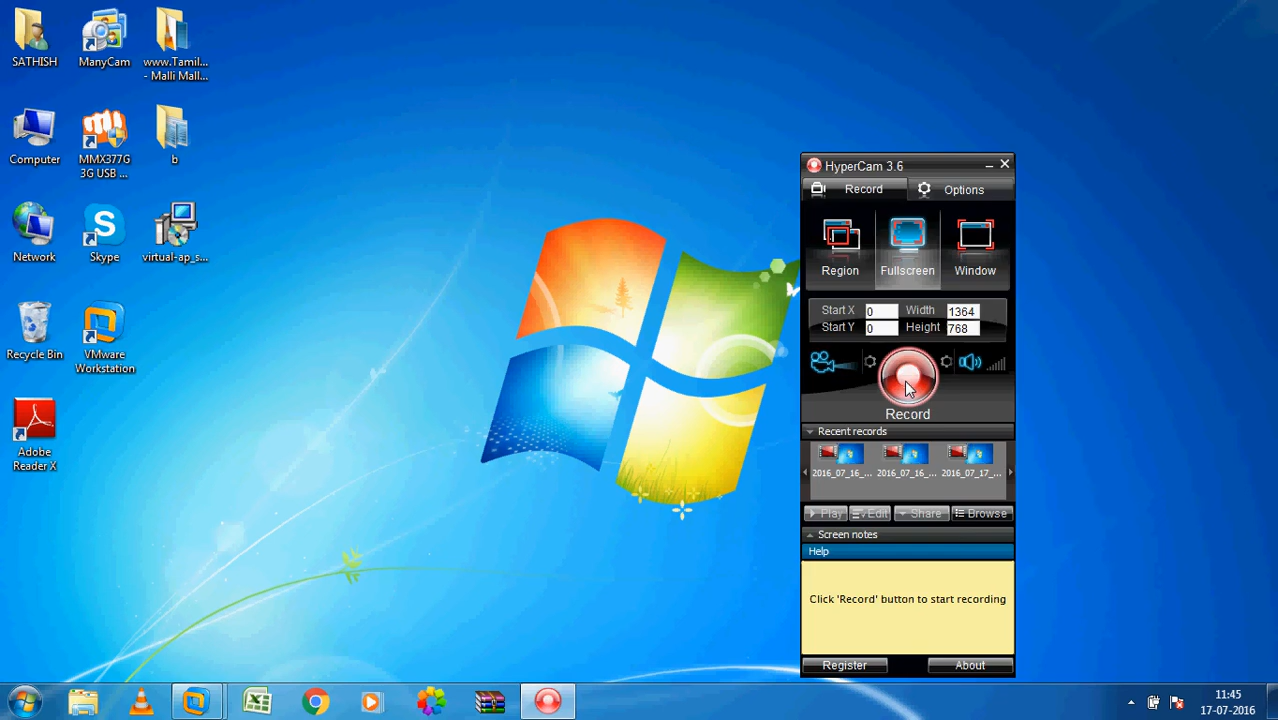 SATHISH
ManyCam
www.Tamil...
- Malli Mall...
Computer
MMX377G
3G USB ...
b
Network
Skype
virtual-ap_s...
Recycle Bin
VMware
Workstation
Adobe
Reader X
HyperCam 3.6
Record
Options
Region
Fullscreen
Window
Start X 0 Width 1364
Start Y 0 Height 768
Record
Recent records
2016_07_16_... 2016_07_16_... 2016_07_17_...
Play Edit Share Browse
Screen notes
Help
Click 'Record' button to start recording
Register
About
11:45
17-07-2016